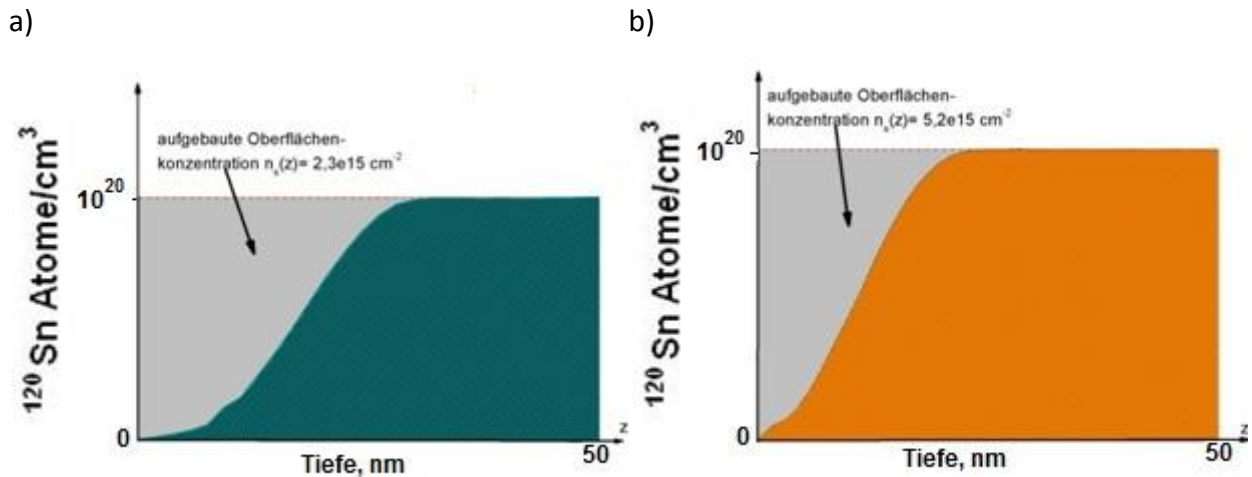 a)
aufgebaute Oberflächen-
konzentration nₛ(z)= 2,3e15 cm⁻²
10²⁰
¹²⁰Sn Atome/cm³
0
z
50
Tiefe, nm
b)
aufgebaute Oberflächen-
konzentration nₛ(z)= 5,2e15 cm⁻²
10²⁰
¹²⁰Sn Atome/cm³
0
z
50
Tiefe, nm